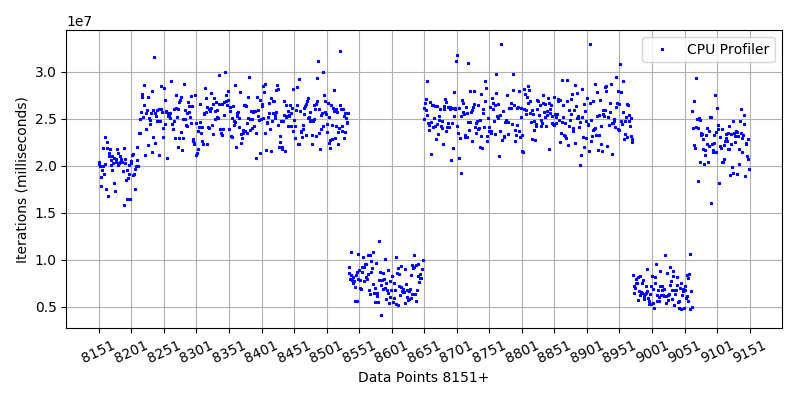 1e7
CPU Profiler
3.0
2.5
2.0
1.5
1.0
0.5
Iterations (milliseconds)
8151 8201 8251 8301 8351 8401 8451 8501 8551 8601 8651 8701 8751 8801 8851 8901 8951 9001 9051 9101 9151
Data Points 8151+